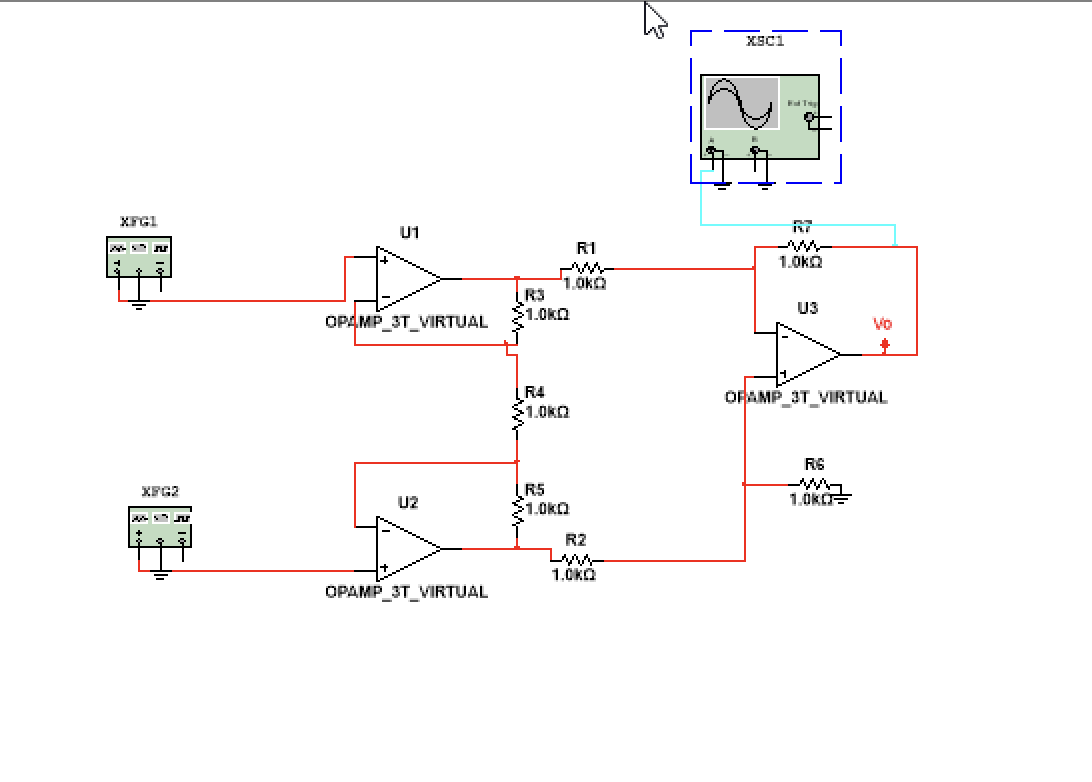 XSC1
Ext Trig
A
B
XFG1
U1
R1
1.0kΩ
R7
1.0kΩ
R3
1.0kΩ
OPAMP_3T_VIRTUAL
U3
Vo
R4
1.0kΩ
OPAMP_3T_VIRTUAL
R6
1.0kΩ
XFG2
U2
R5
1.0kΩ
R2
1.0kΩ
OPAMP_3T_VIRTUAL